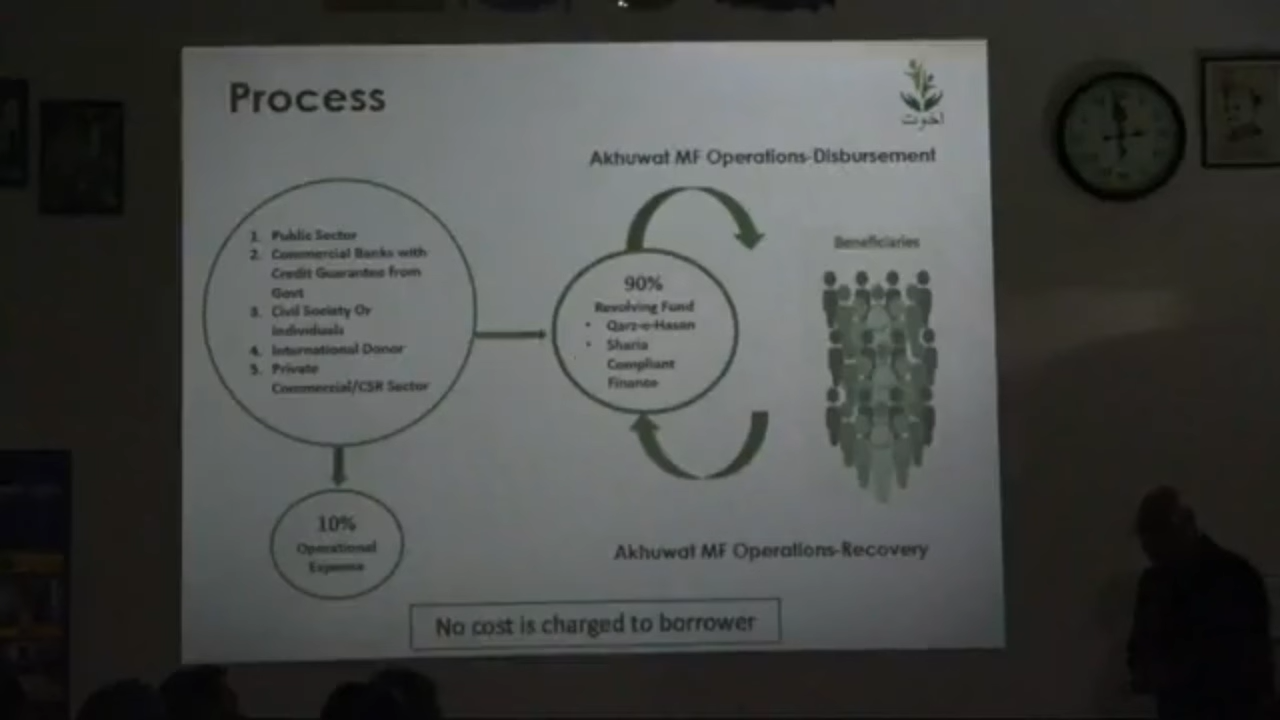 Process
اخوت
Akhuwat MF Operations-Disbursement
1. Public Sector
2. Commercial Banks with
Credit Guarantee from
Govt
3. Civil Society Or
Individuals
4. International Donor
5. Private
Commercial/CSR Sector
90%
Revolving Fund
• Qarz-e-Hasan
• Sharia
Compliant
Finance
Beneficiaries
10%
Operational
Expense
Akhuwat MF Operations-Recovery
No cost is charged to borrower